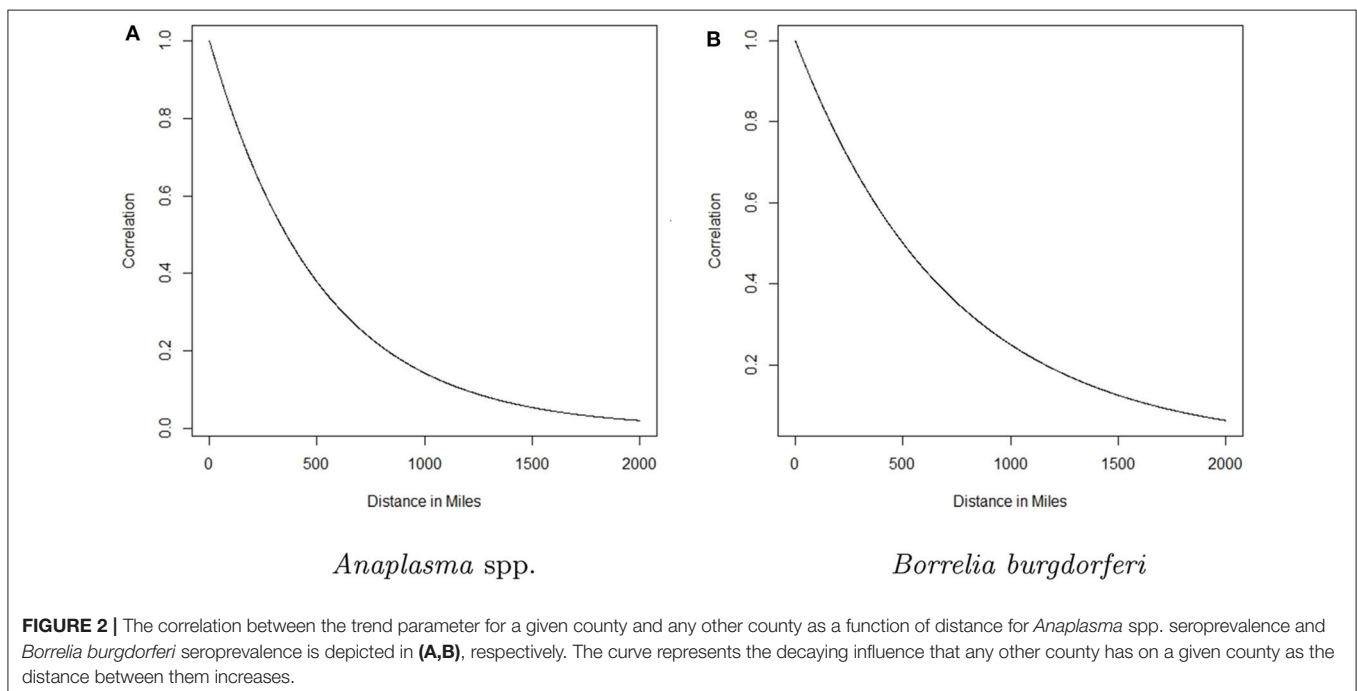 A
1.0
0.8
0.6
0.4
0.2
0.0
Correlation
0 500 1000 1500 2000
Distance in Miles
Anaplasma spp.
B
1.0
0.8
0.6
0.4
0.2
Correlation
0 500 1000 1500 2000
Distance in Miles
Borrelia burgdorferi
FIGURE 2 | The correlation between the trend parameter for a given county and any other county as a function of distance for Anaplasma spp. seroprevalence and
Borrelia burgdorferi seroprevalence is depicted in (A,B), respectively. The curve represents the decaying influence that any other county has on a given county as the
distance between them increases.